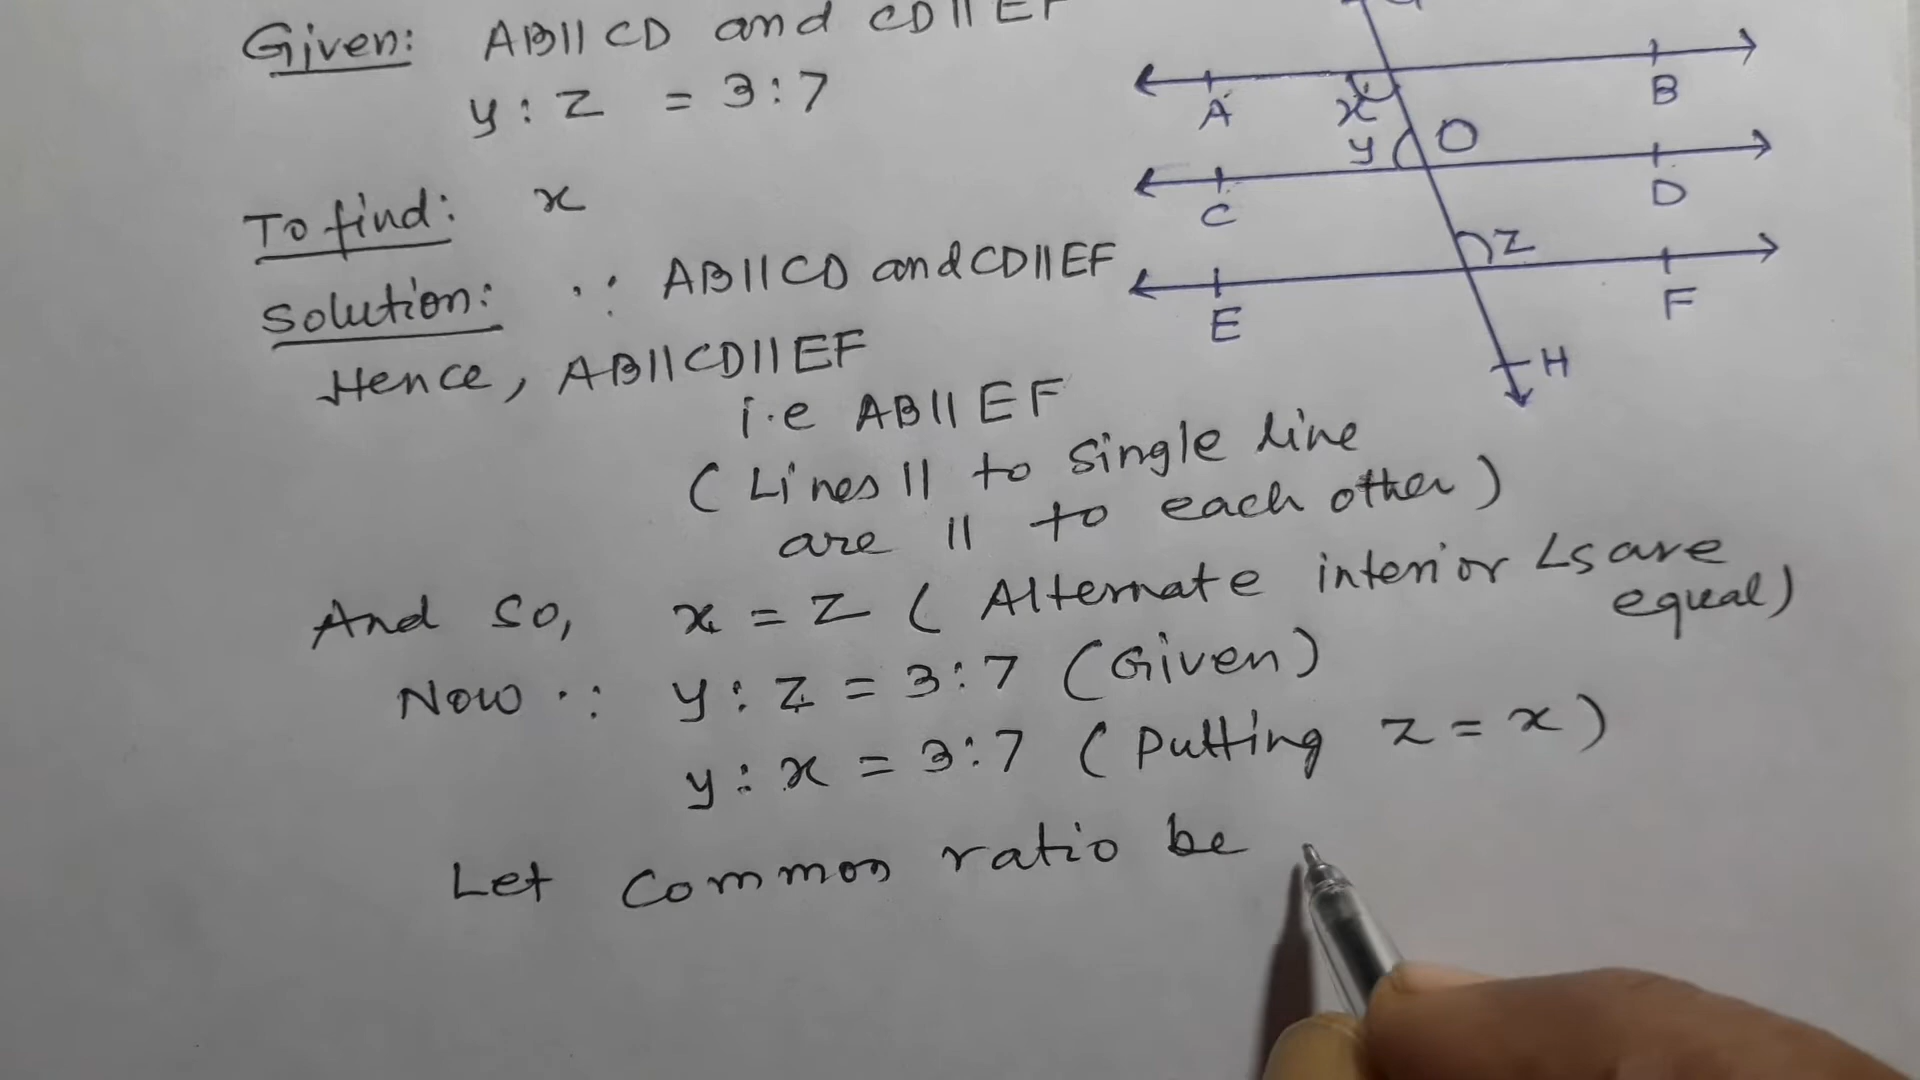 Given: AB||CD and CD||EF
y : z = 3:7
To find: x
Solution: ∵ AB||CD and CD||EF
Hence, AB||CD||EF
i.e AB||EF
(Lines || to single line
are || to each other)
And so, x = z (Alternate interior ∠s are
equal)
Now ∵ y : z = 3:7 (Given)
y : x = 3:7 (Putting z = x)
Let common ratio be
A
x
B
y
O
C
D
z
E
F
H